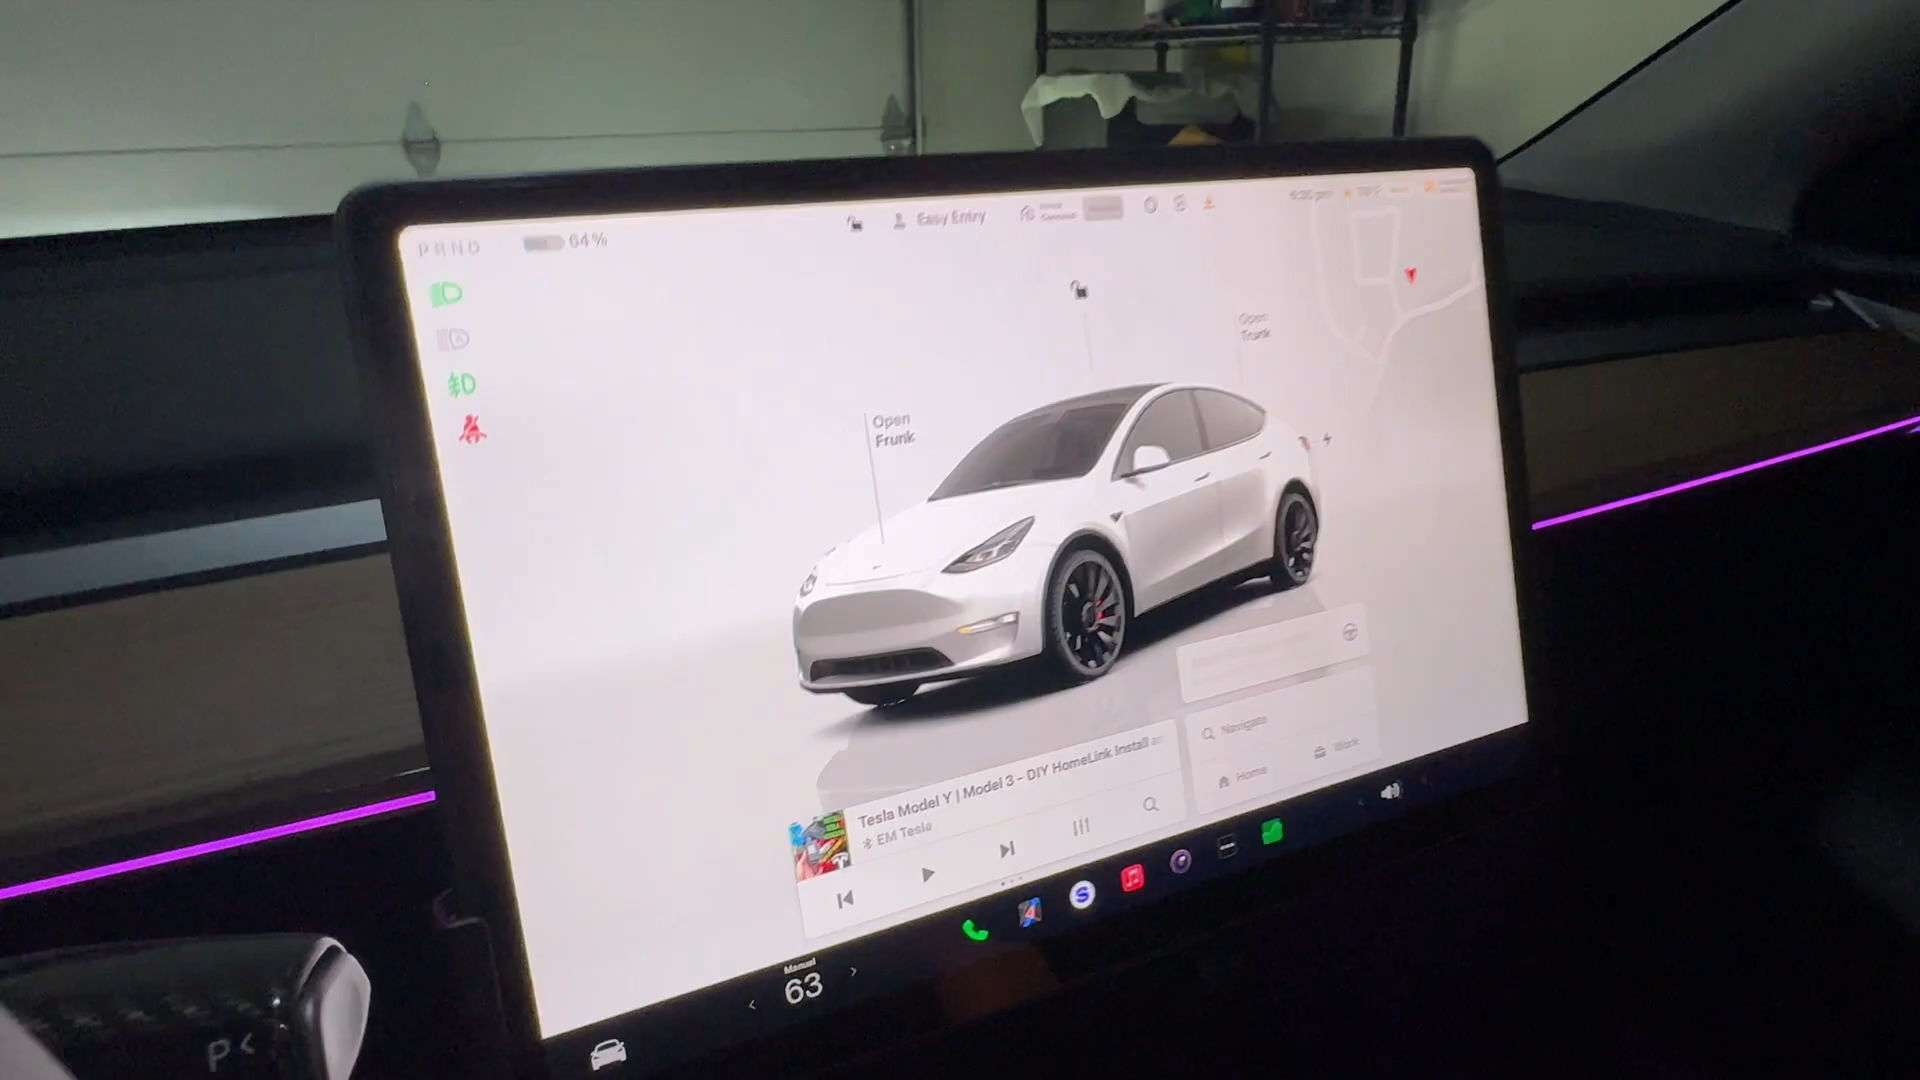 PRND
64%
Easy Entry
Open
Frunk
Open
Trunk
Tesla Model Y | Model 3 - DIY HomeLink Install
EM Tesla
Navigate
Home
Work
Manual
63
P<